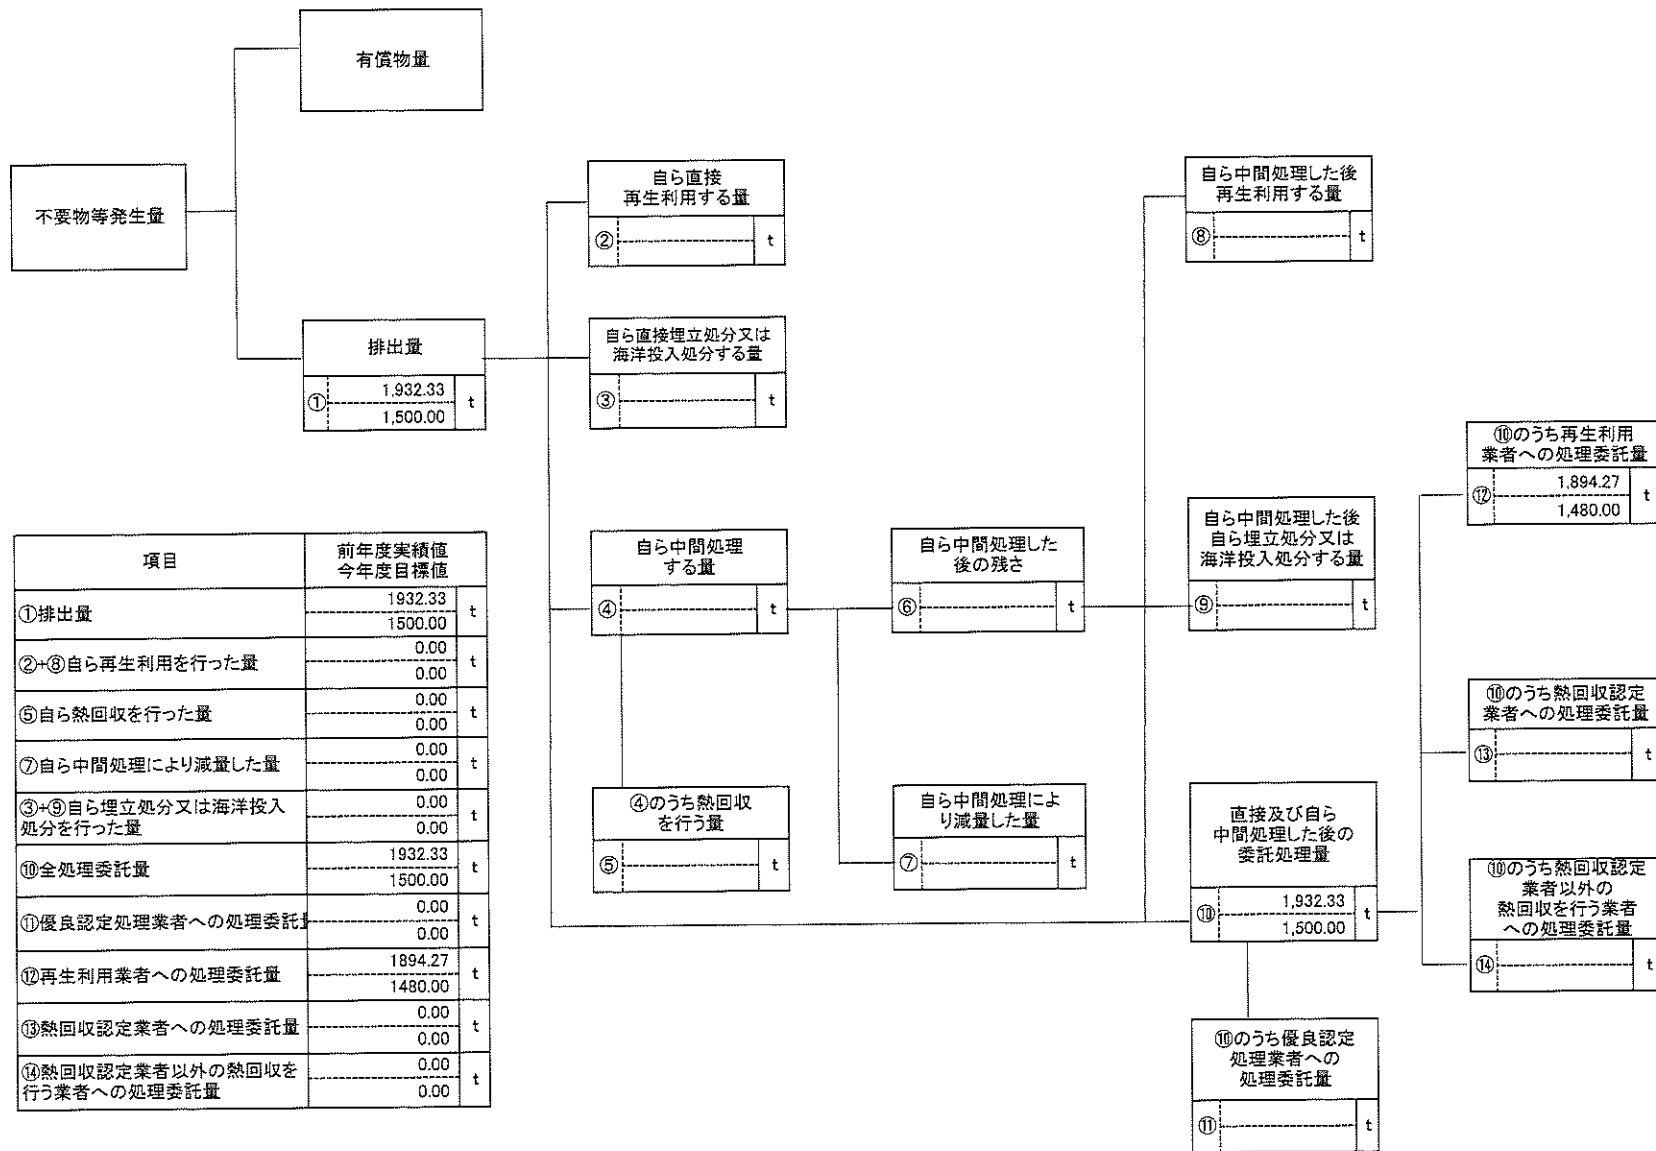 有償物量
不要物等発生量
排出量
① 1,932.33 t
1,500.00
自ら直接
再生利用する量
② t
自ら直接埋立処分又は
海洋投入処分する量
③ t
自ら中間処理
する量
④ t
④のうち熱回収
を行う量
⑤ t
自ら中間処理した
後の残さ
⑥ t
自ら中間処理によ
り減量した量
⑦ t
自ら中間処理した後
再生利用する量
⑧ t
自ら中間処理した後
自ら埋立処分又は
海洋投入処分する量
⑨ t
直接及び自ら
中間処理した後の
委託処理量
⑩ 1,932.33 t
1,500.00
⑩のうち優良認定
処理業者への
処理委託量
⑪ t
⑩のうち再生利用
業者への処理委託量
⑫ 1,894.27 t
1,480.00
⑩のうち熱回収認定
業者への処理委託量
⑬ t
⑩のうち熱回収認定
業者以外の
熱回収を行う業者
への処理委託量
⑭ t
項目 前年度実績値
今年度目標値
①排出量 1932.33 t
1500.00
②+⑧自ら再生利用を行った量 0.00 t
0.00
⑤自ら熱回収を行った量 0.00 t
0.00
⑦自ら中間処理により減量した量 0.00 t
0.00
③+⑨自ら埋立処分又は海洋投入
処分を行った量 0.00 t
0.00
⑩全処理委託量 1932.33 t
1500.00
⑪優良認定処理業者への処理委託 0.00 t
0.00
⑫再生利用業者への処理委託量 1894.27 t
1480.00
⑬熱回収認定業者への処理委託量 0.00 t
0.00
⑭熱回収認定業者以外の熱回収を
行う業者への処理委託量 0.00 t
0.00